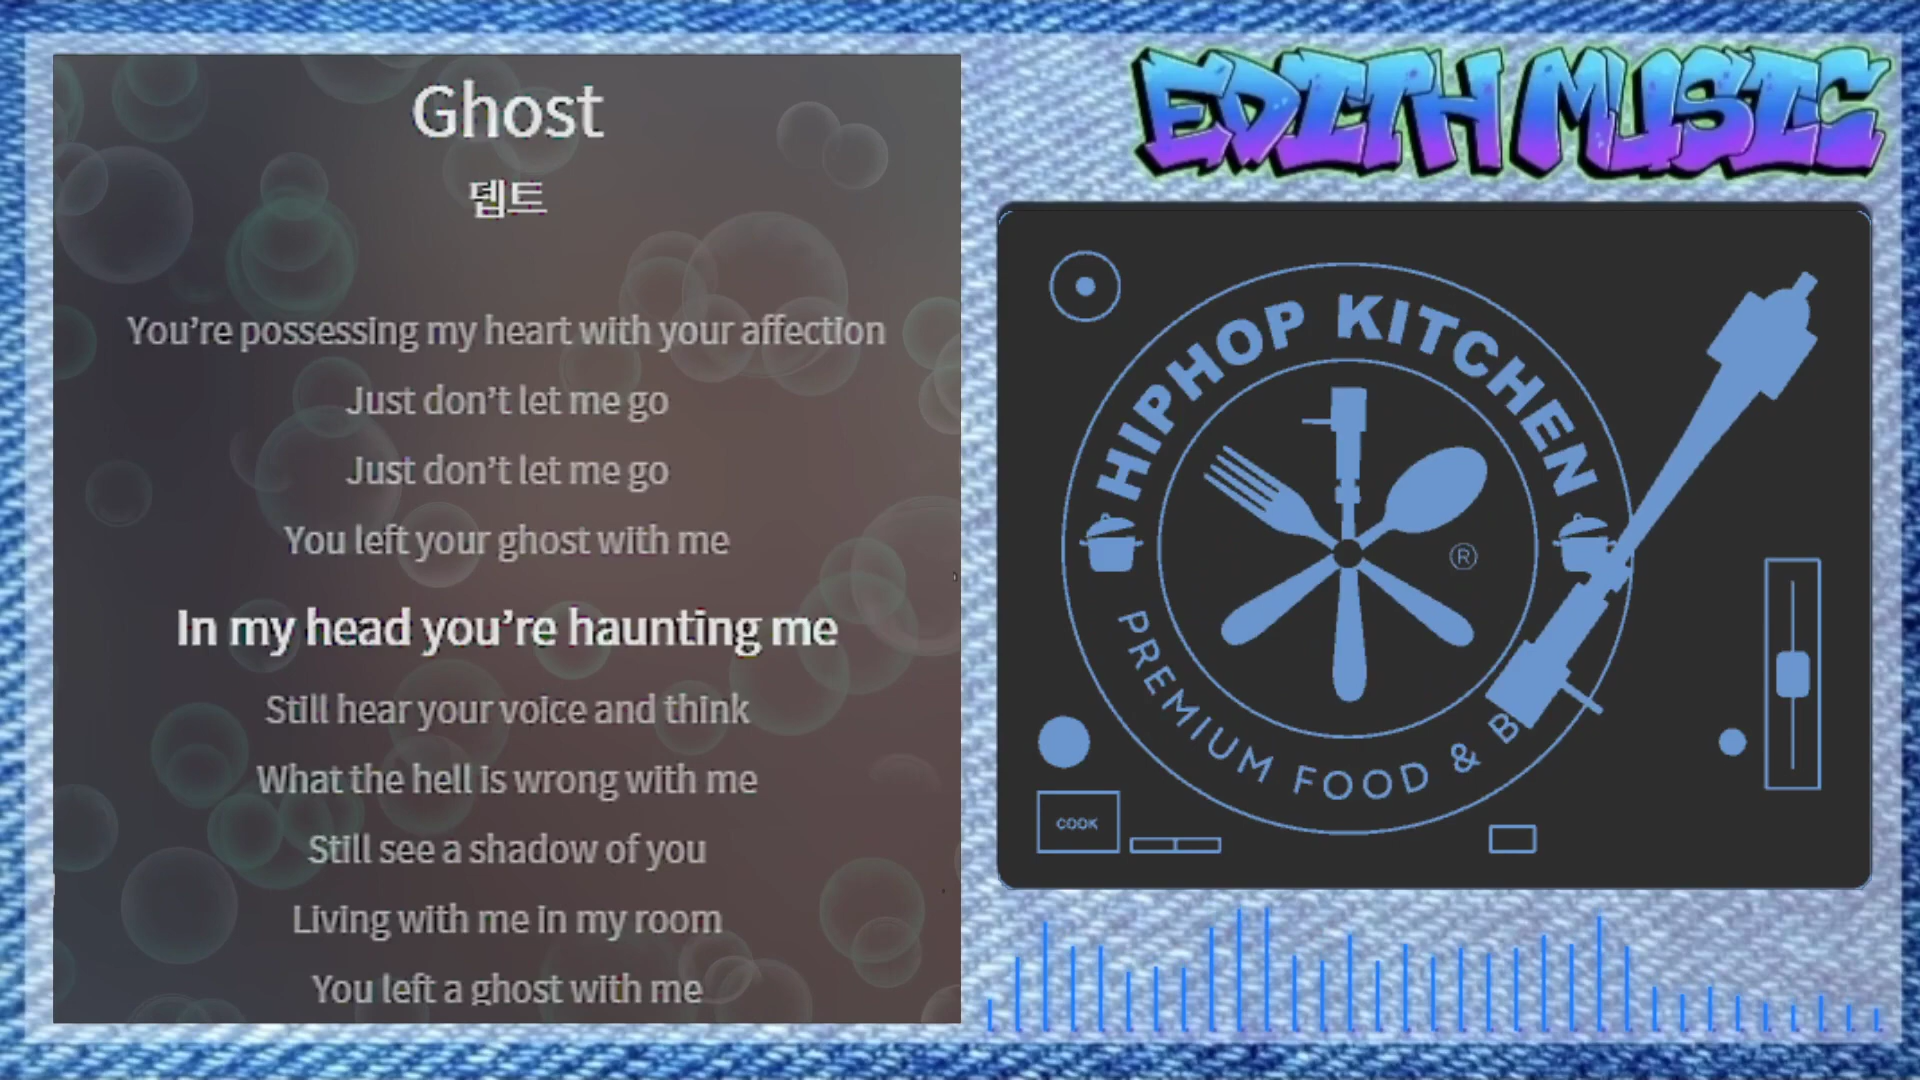 Ghost
뎁트
You're possessing my heart with your affection
Just don't let me go
Just don't let me go
You left your ghost with me
In my head you're haunting me
Still hear your voice and think
What the hell is wrong with me
Still see a shadow of you
Living with me in my room
You left a ghost with me
EDITH MUSIC
HIPHOP KITCHEN
®
PREMIUM FOOD & B
COOK